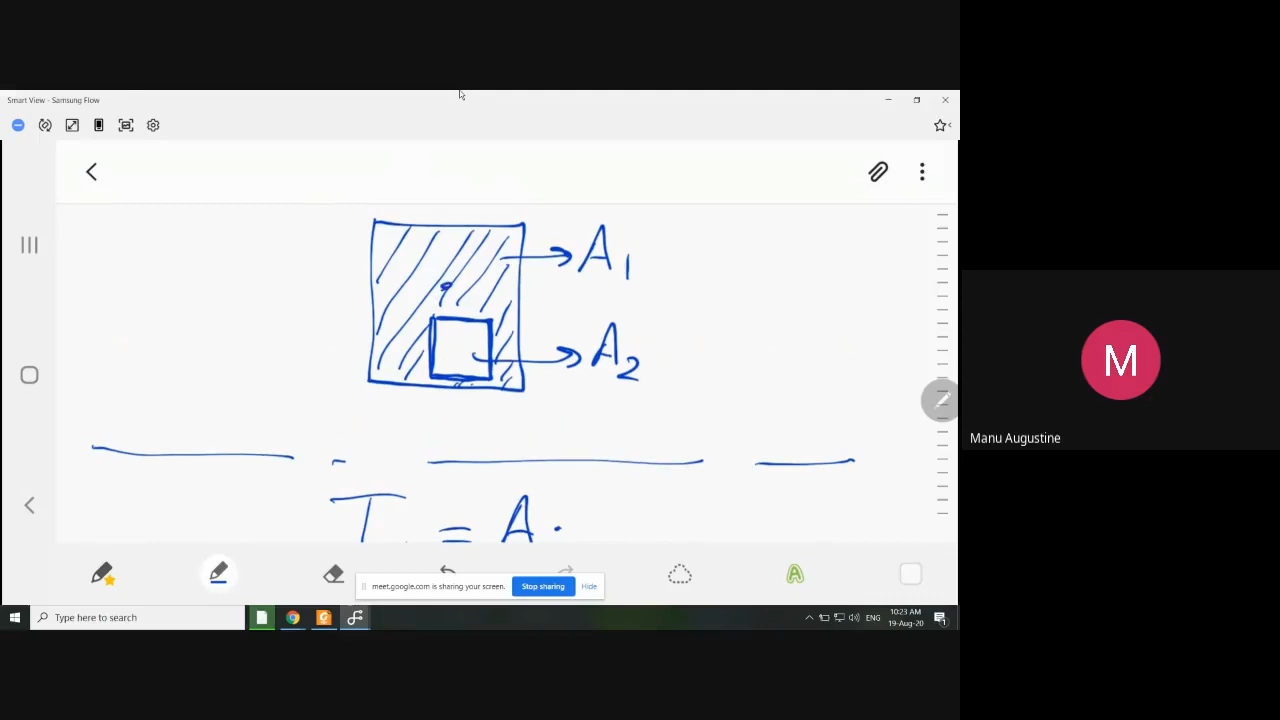 Smart View - Samsung Flow
A1
A2
T = A.
A
meet.google.com is sharing your screen. Stop sharing Hide
Type here to search
ENG
10:23 AM
19-Aug-20
1
M
Manu Augustine